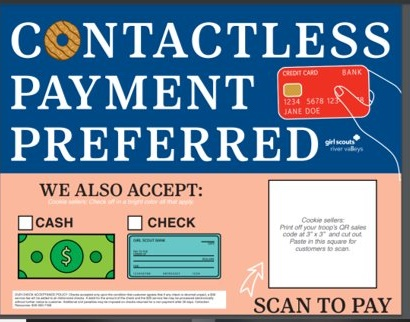 CONTACTLESS
PAYMENT
PREFERRED
CREDIT CARD BANK
1234 5678 123
JANE DOE
girl scouts
river valleys
WE ALSO ACCEPT:
Cookie sellers: Check off in a bright color all that apply.
CASH
CHECK
$
GIRL SCOUT BANK
Cookie sellers:
Print off your troop's QR sales
code at 3" x 3" and cut out.
Paste in this square for
customers to scan.
SCAN TO PAY